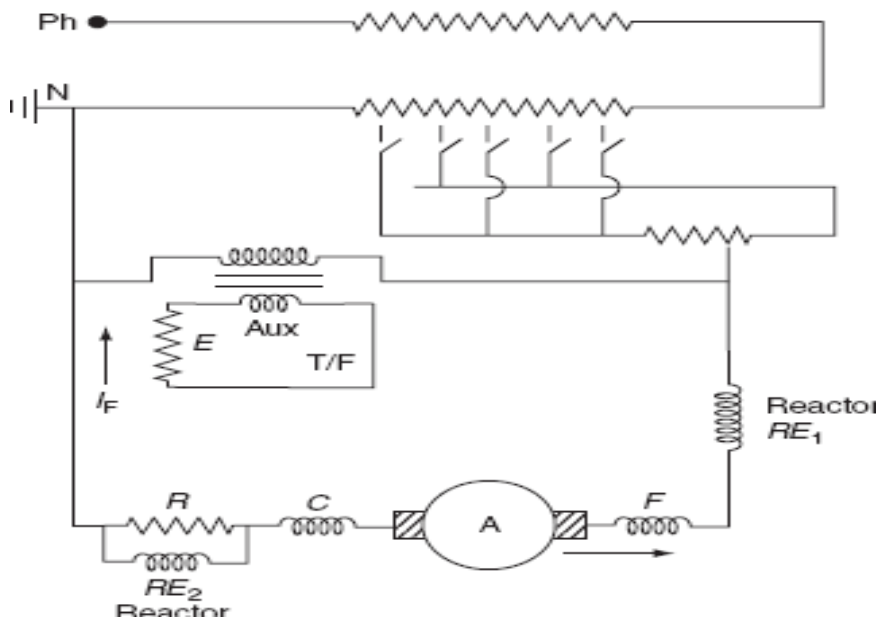 Ph
N
Aux
E
T/F
I_F
Reactor
RE_1
R
C
A
F
RE_2
Reactor